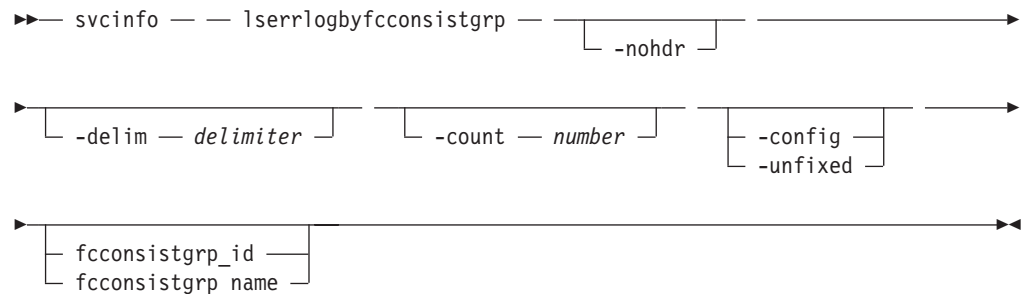 svcinfo lserrlogbyfcconsistgrp -nohdr
-delim delimiter -count number -config
-unfixed
fcconsistgrp_id
fcconsistgrp name